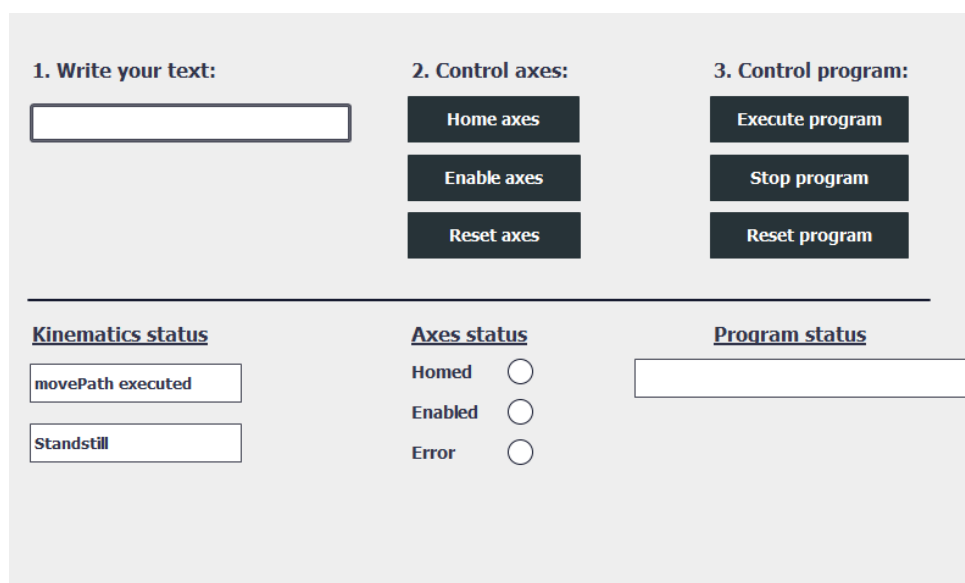 1. Write your text:
2. Control axes:
3. Control program:
Home axes
Execute program
Enable axes
Stop program
Reset axes
Reset program
Kinematics status
Axes status
Program status
movePath executed
Homed
Enabled
Standstill
Error